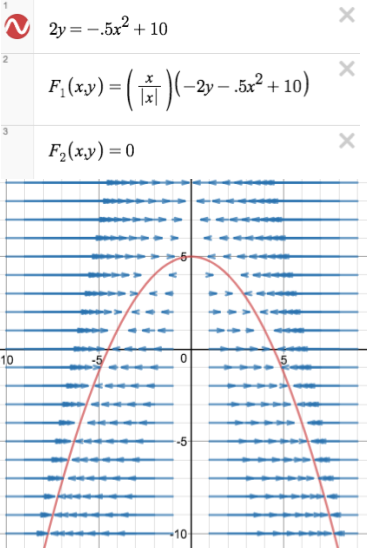 1
2y = −.5x² + 10
2
F₁(x,y) = (x/|x|)(−2y − .5x² + 10)
3
F₂(x,y) = 0
5
10 -5 0 5
-5
-10